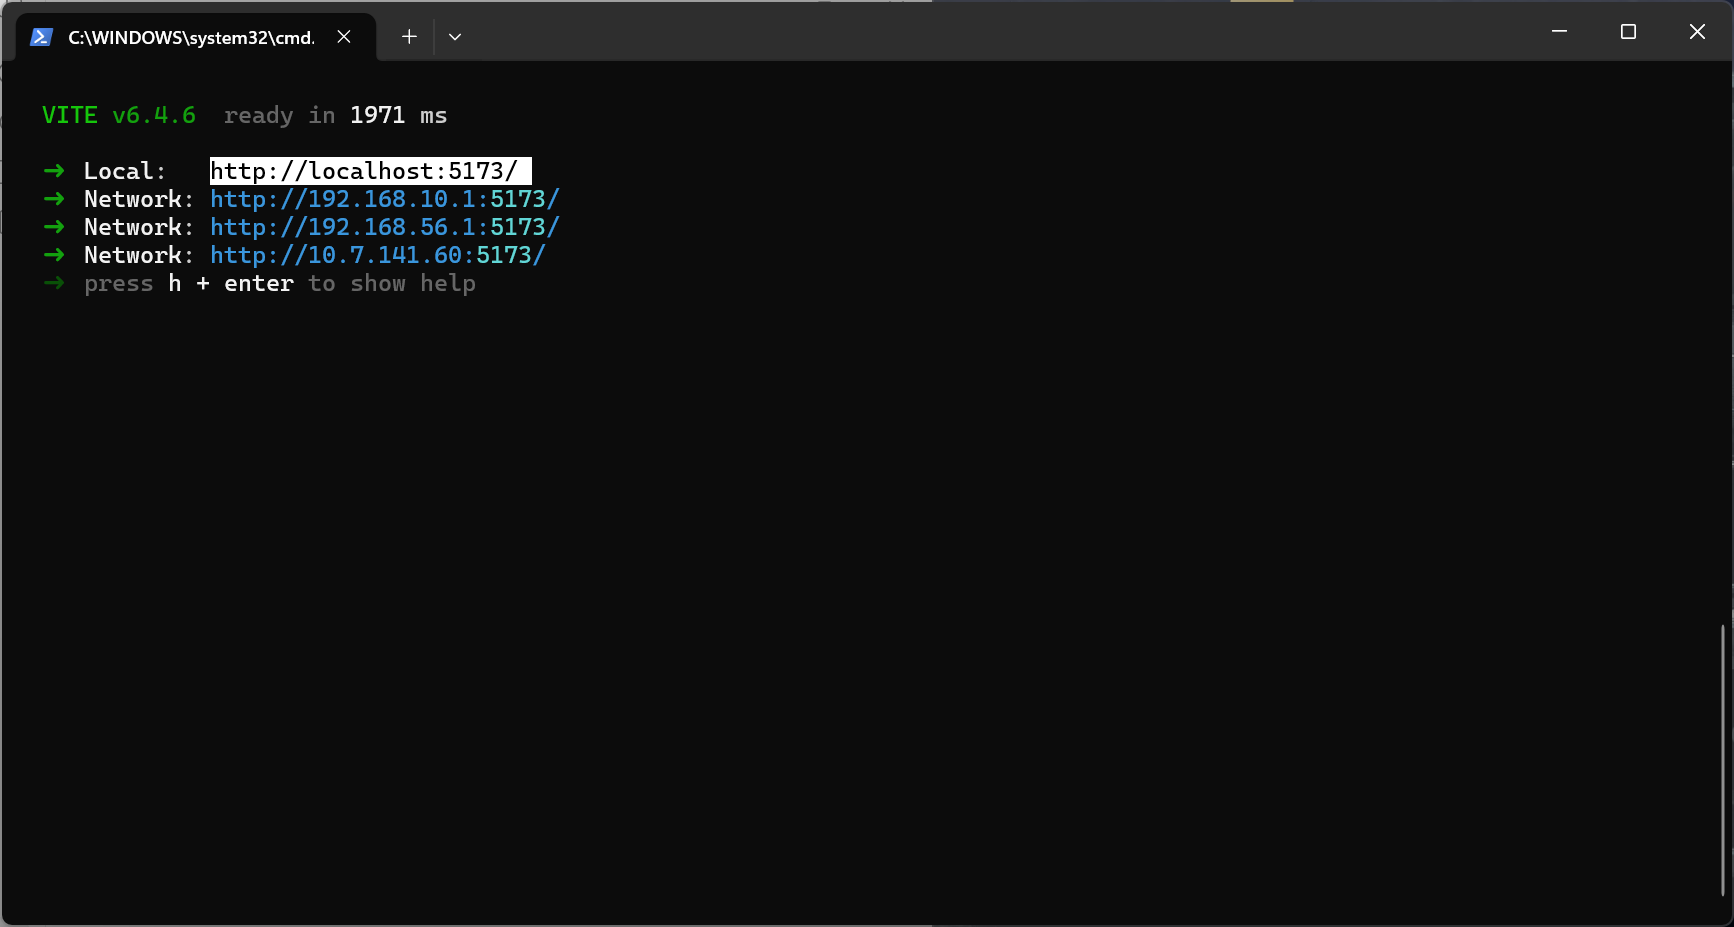 C:\WINDOWS\system32\cmd.
VITE v6.4.6  ready in 1971 ms
➜  Local:   http://localhost:5173/
➜  Network: http://192.168.10.1:5173/
➜  Network: http://192.168.56.1:5173/
➜  Network: http://10.7.141.60:5173/
➜  press h + enter to show help